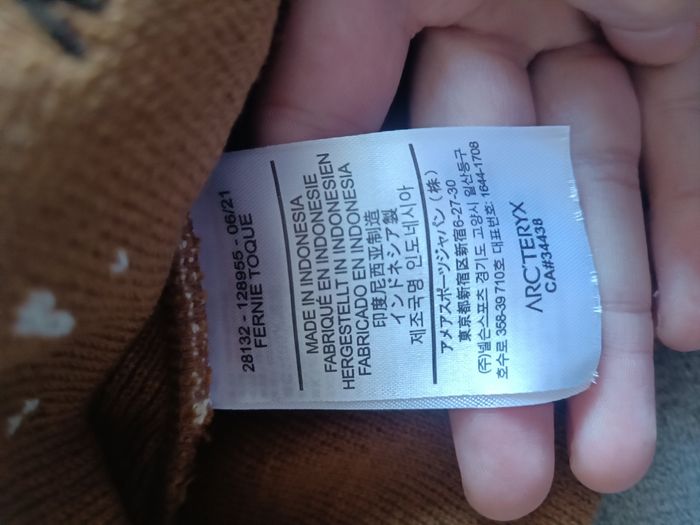 28132 - 128955 - 06/21
FERNIE TOQUE
MADE IN INDONESIA
FABRIQUÉ EN INDONESIE
HERGESTELLT IN INDONESIEN
FABRICADO EN INDONESIA
印度尼西亚制造
インドネシア製
제조국명 인도네시아
アメアスポーツジャパン(株)
東京都新宿区新宿6-27-30
(주)넬슨스포츠 경기도 고양시 일산동구
호수로 358-39 710호 대표번호: 1644-1708
ARC'TERYX
CA#34438